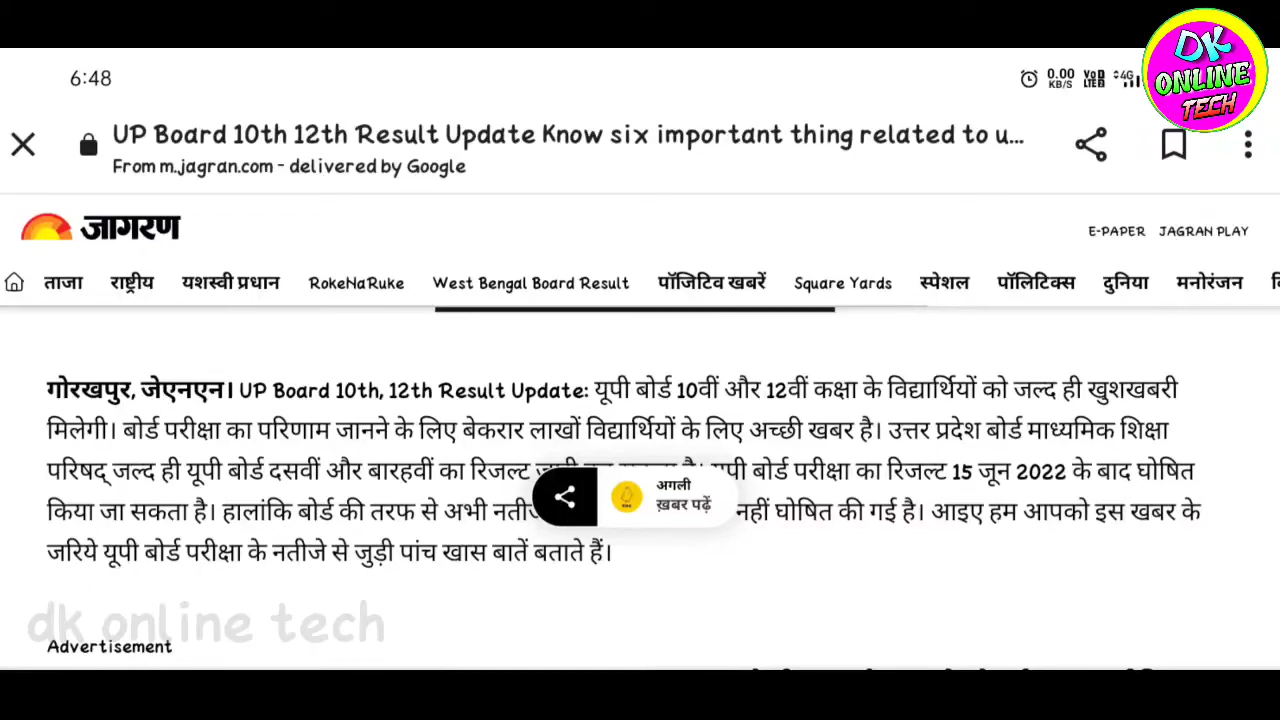 6:48
0.00 KB/S
Vo LTE 2
4G
DK
ONLINE
TECH
UP Board 10th 12th Result Update Know six important thing related to u...
From m.jagran.com - delivered by Google
जागरण
E-PAPER JAGRAN PLAY
ताजा राष्ट्रीय यशस्वी प्रधान RokeNaRuke West Bengal Board Result पॉजिटिव खबरें Square Yards स्पेशल पॉलिटिक्स दुनिया मनोरंजन
गोरखपुर, जेएनएन। UP Board 10th, 12th Result Update: यूपी बोर्ड 10वीं और 12वीं कक्षा के विद्यार्थियों को जल्द ही खुशखबरी
मिलेगी। बोर्ड परीक्षा का परिणाम जानने के लिए बेकरार लाखों विद्यार्थियों के लिए अच्छी खबर है। उत्तर प्रदेश बोर्ड माध्यमिक शिक्षा
परिषद् जल्द ही यूपी बोर्ड दसवीं और बारहवीं का रिजल्ट बोर्ड परीक्षा का रिजल्ट 15 जून 2022 के बाद घोषित
किया जा सकता है। हालांकि बोर्ड की तरफ से अभी नहीं घोषित की गई है। आइए हम आपको इस खबर के
जरिये यूपी बोर्ड परीक्षा के नतीजे से जुड़ी पांच खास बातें बताते हैं।
अगली
ख़बर पढ़ें
dk online tech
Advertisement